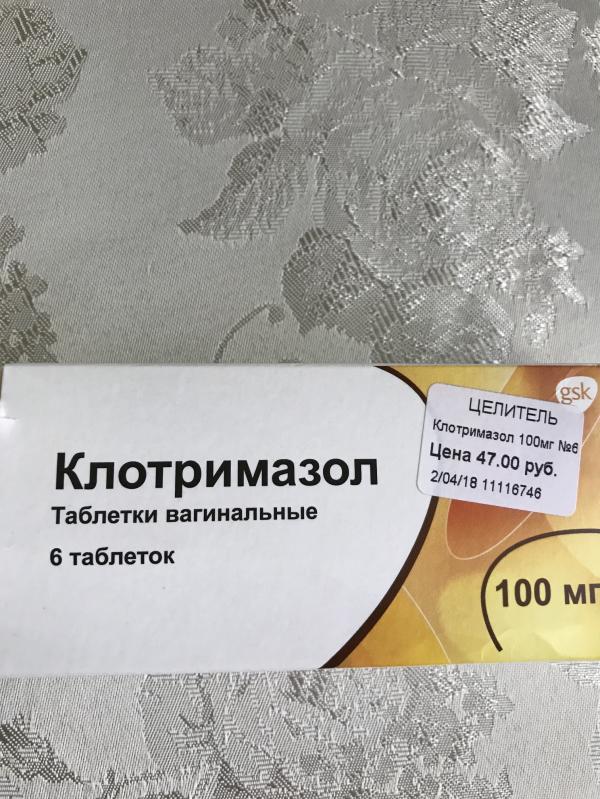 gsk
ЦЕЛИТЕЛЬ
Клотримазол 100мг №6
Цена 47.00 руб.
2/04/18 11116746
Клотримазол
Таблетки вагинальные
6 таблеток
100 мг